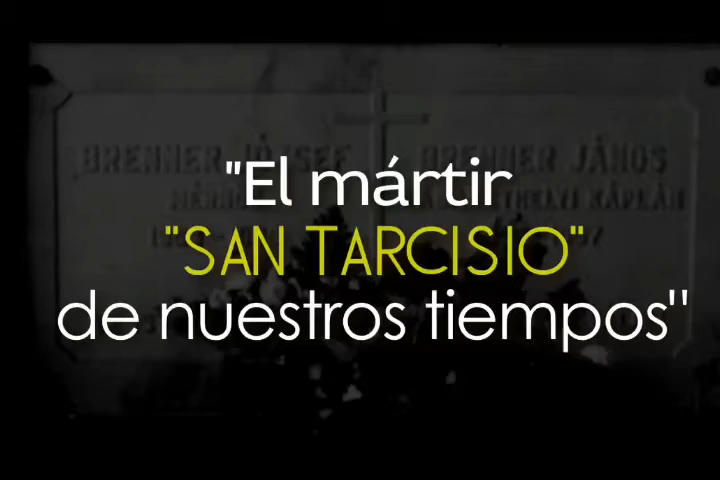 BRENNER JÓZSEF
BRENNER JÁNOS
"El mártir
"SAN TARCISIO"
de nuestros tiempos"